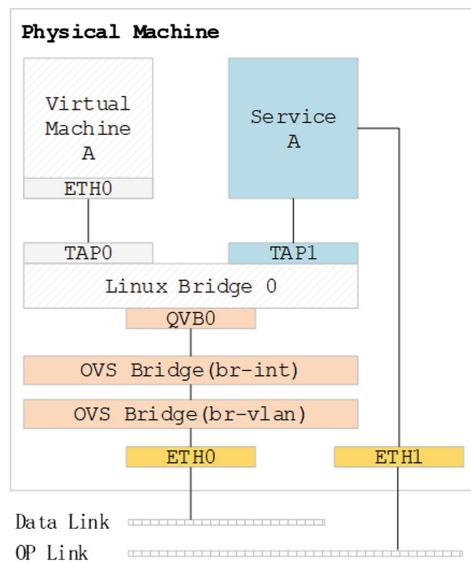 Physical Machine
Virtual
Machine
A
ETH0
Service
A
TAP0
TAP1
Linux Bridge 0
QVB0
OVS Bridge(br-int)
OVS Bridge(br-vlan)
ETH0
ETH1
Data Link
OP Link